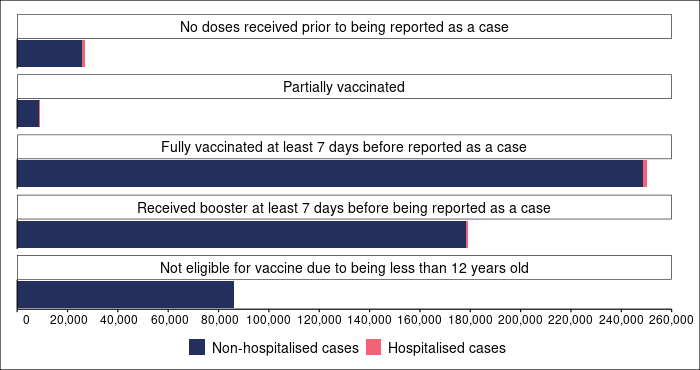 No doses received prior to being reported as a case
Partially vaccinated
Fully vaccinated at least 7 days before reported as a case
Received booster at least 7 days before being reported as a case
Not eligible for vaccine due to being less than 12 years old
0 20,000 40,000 60,000 80,000 100,000 120,000 140,000 160,000 180,000 200,000 220,000 240,000 260,000
Non-hospitalised cases Hospitalised cases